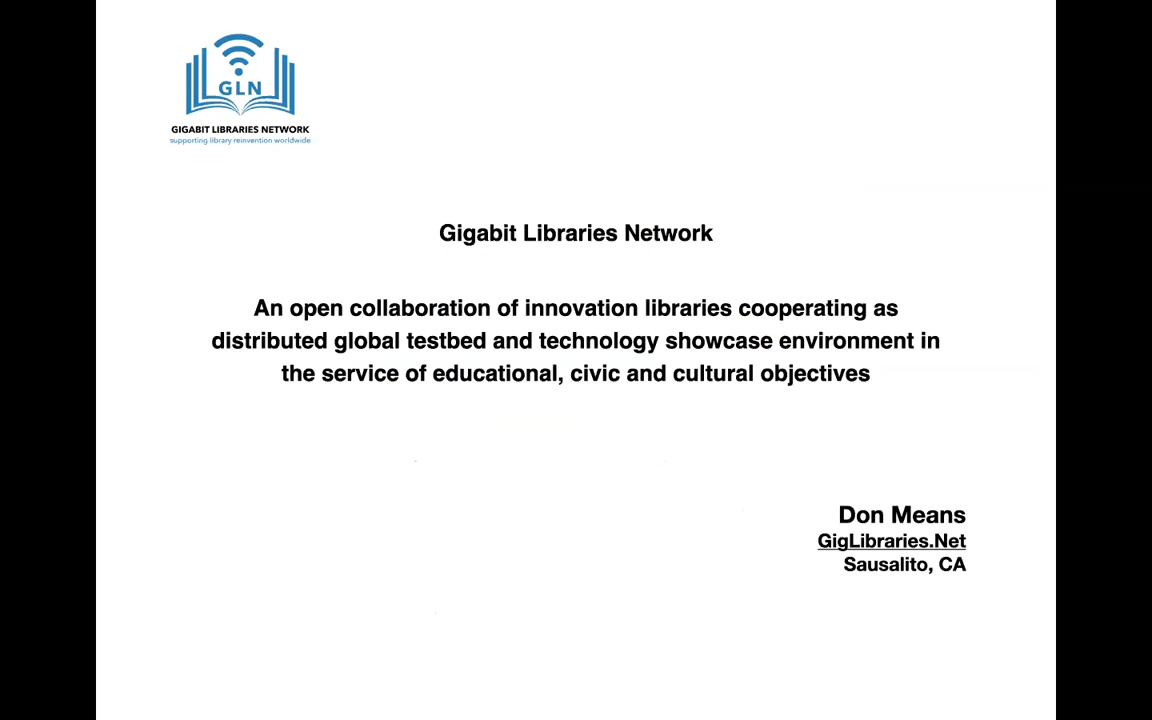 GLN
GIGABIT LIBRARIES NETWORK
supporting library reinvention worldwide
Gigabit Libraries Network
An open collaboration of innovation libraries cooperating as
distributed global testbed and technology showcase environment in
the service of educational, civic and cultural objectives
Don Means
GigLibraries.Net
Sausalito, CA